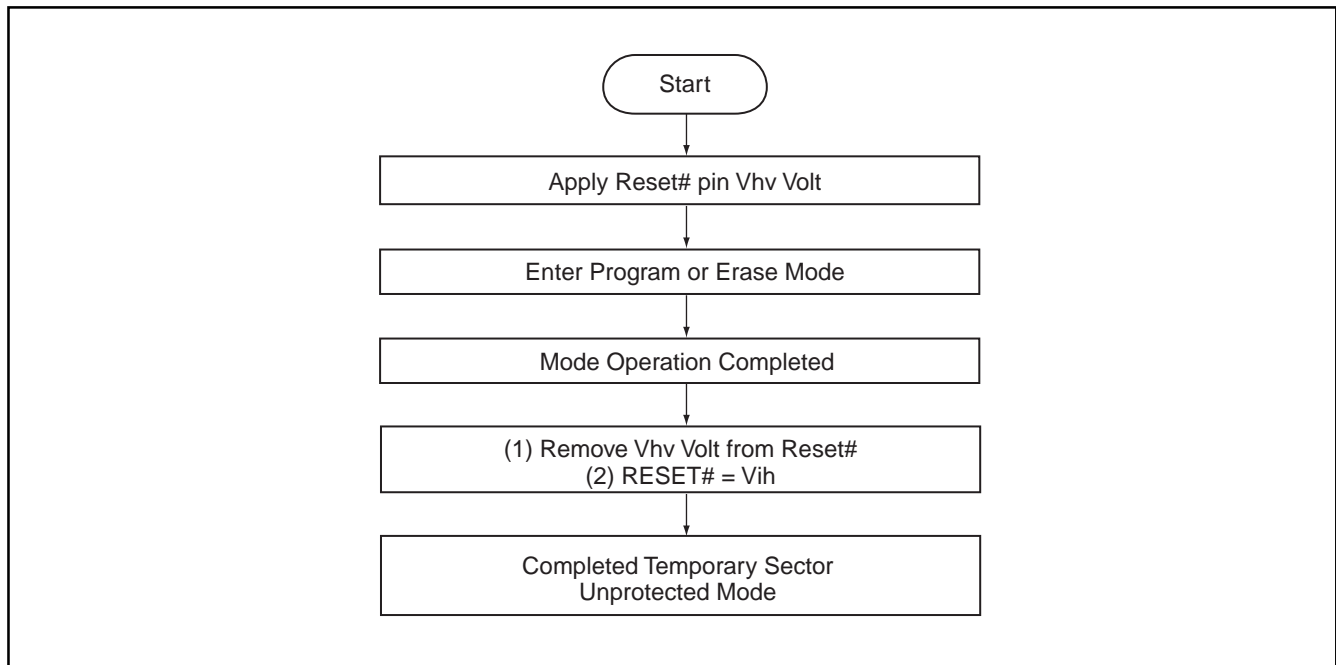 Start
Apply Reset# pin Vhv Volt
Enter Program or Erase Mode
Mode Operation Completed
(1) Remove Vhv Volt from Reset#
(2) RESET# = Vih
Completed Temporary Sector
Unprotected Mode